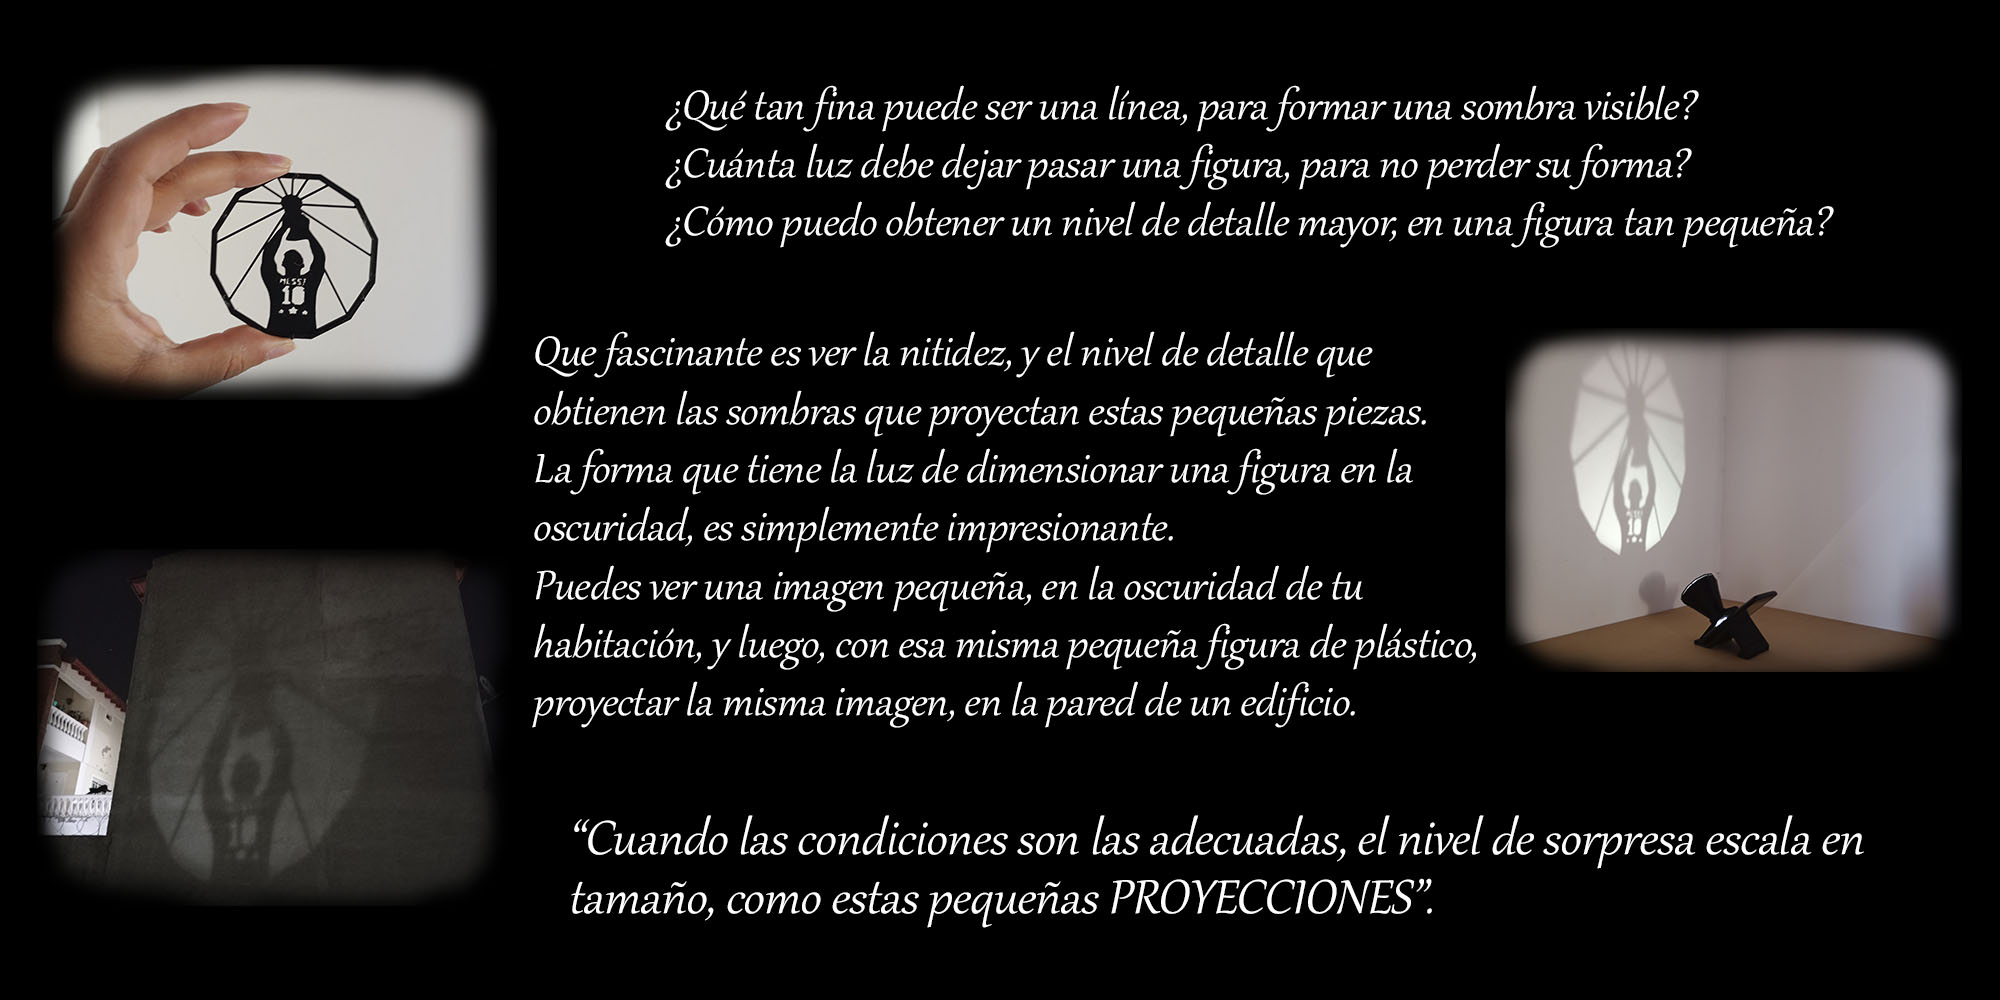 ¿Qué tan fina puede ser una línea, para formar una sombra visible?
¿Cuánta luz debe dejar pasar una figura, para no perder su forma?
¿Cómo puedo obtener un nivel de detalle mayor, en una figura tan pequeña?
MESSI
10
Que fascinante es ver la nitidez, y el nivel de detalle que
obtienen las sombras que proyectan estas pequeñas piezas.
La forma que tiene la luz de dimensionar una figura en la
oscuridad, es simplemente impresionante.
Puedes ver una imagen pequeña, en la oscuridad de tu
habitación, y luego, con esa misma pequeña figura de plástico,
proyectar la misma imagen, en la pared de un edificio.
MESSI
10
10
“Cuando las condiciones son las adecuadas, el nivel de sorpresa escala en
tamaño, como estas pequeñas PROYECCIONES”.